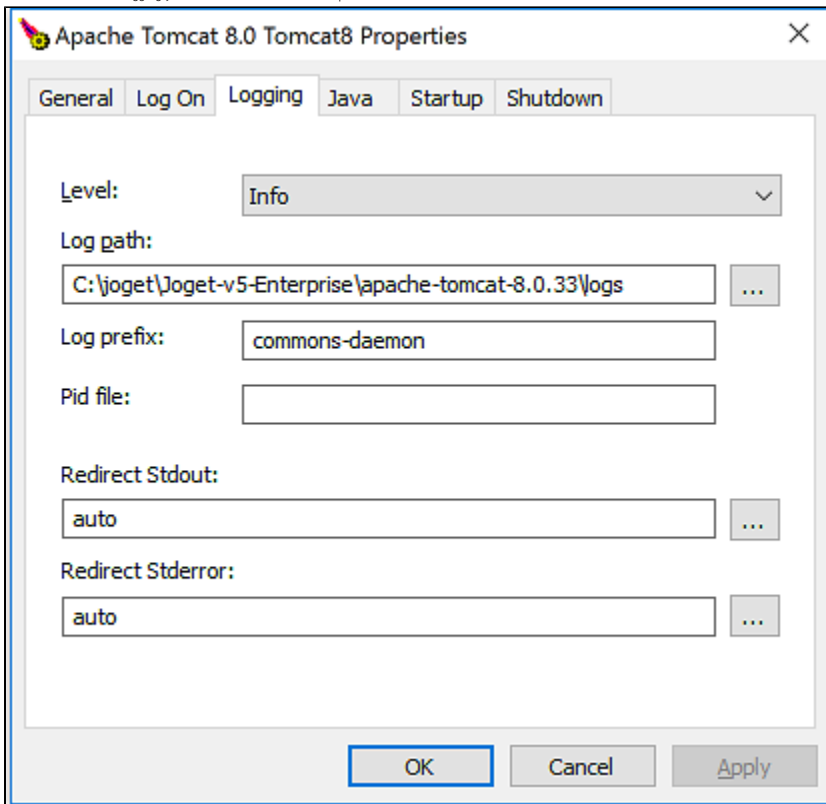 Apache Tomcat 8.0 Tomcat8 Properties
General Log On Logging Java Startup Shutdown
Level: Info
Log path:
C:\joget\Joget-v5-Enterprise\apache-tomcat-8.0.33\logs ...
Log prefix: commons-daemon
Pid file:
Redirect Stdout:
auto ...
Redirect Stderror:
auto ...
OK Cancel Apply